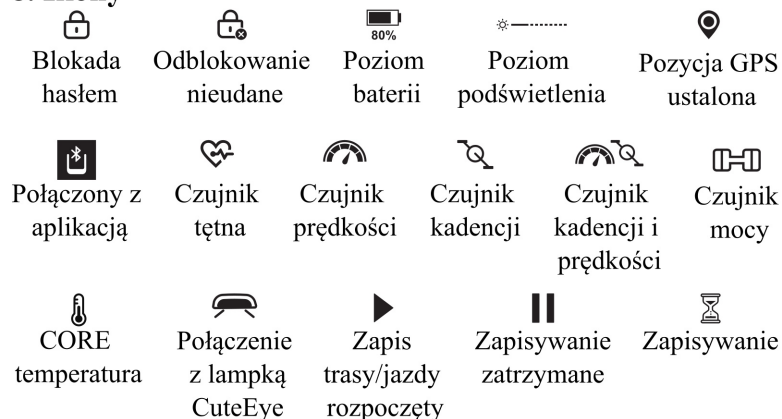 80%
Blokada Odblokowanie Poziom Poziom Pozycja GPS
hasłem nieudane baterii podświetlenia ustalona
Połączony z Czujnik Czujnik Czujnik Czujnik Czujnik
aplikacją tętna prędkości kadencji kadencji i mocy
prędkości
CORE Połączenie Zapis Zapisywanie Zapisywanie
temperatura z lampką trasy/jazdy zatrzymane
CuteEye rozpoczęty